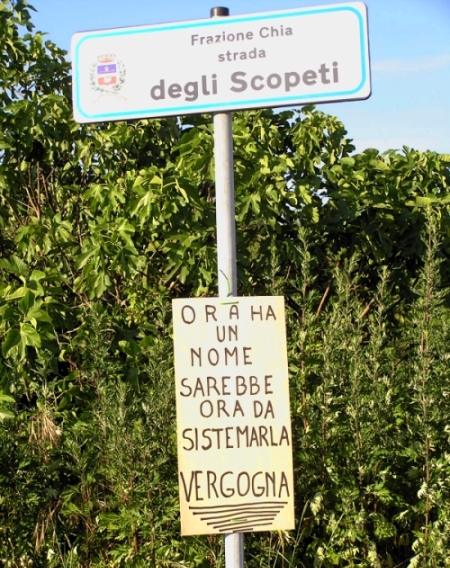 Frazione Chia
strada
degli Scopeti
ORA HA
UN
NOME
SAREBBE
ORA DA
SISTEMARLA
VERGOGNA